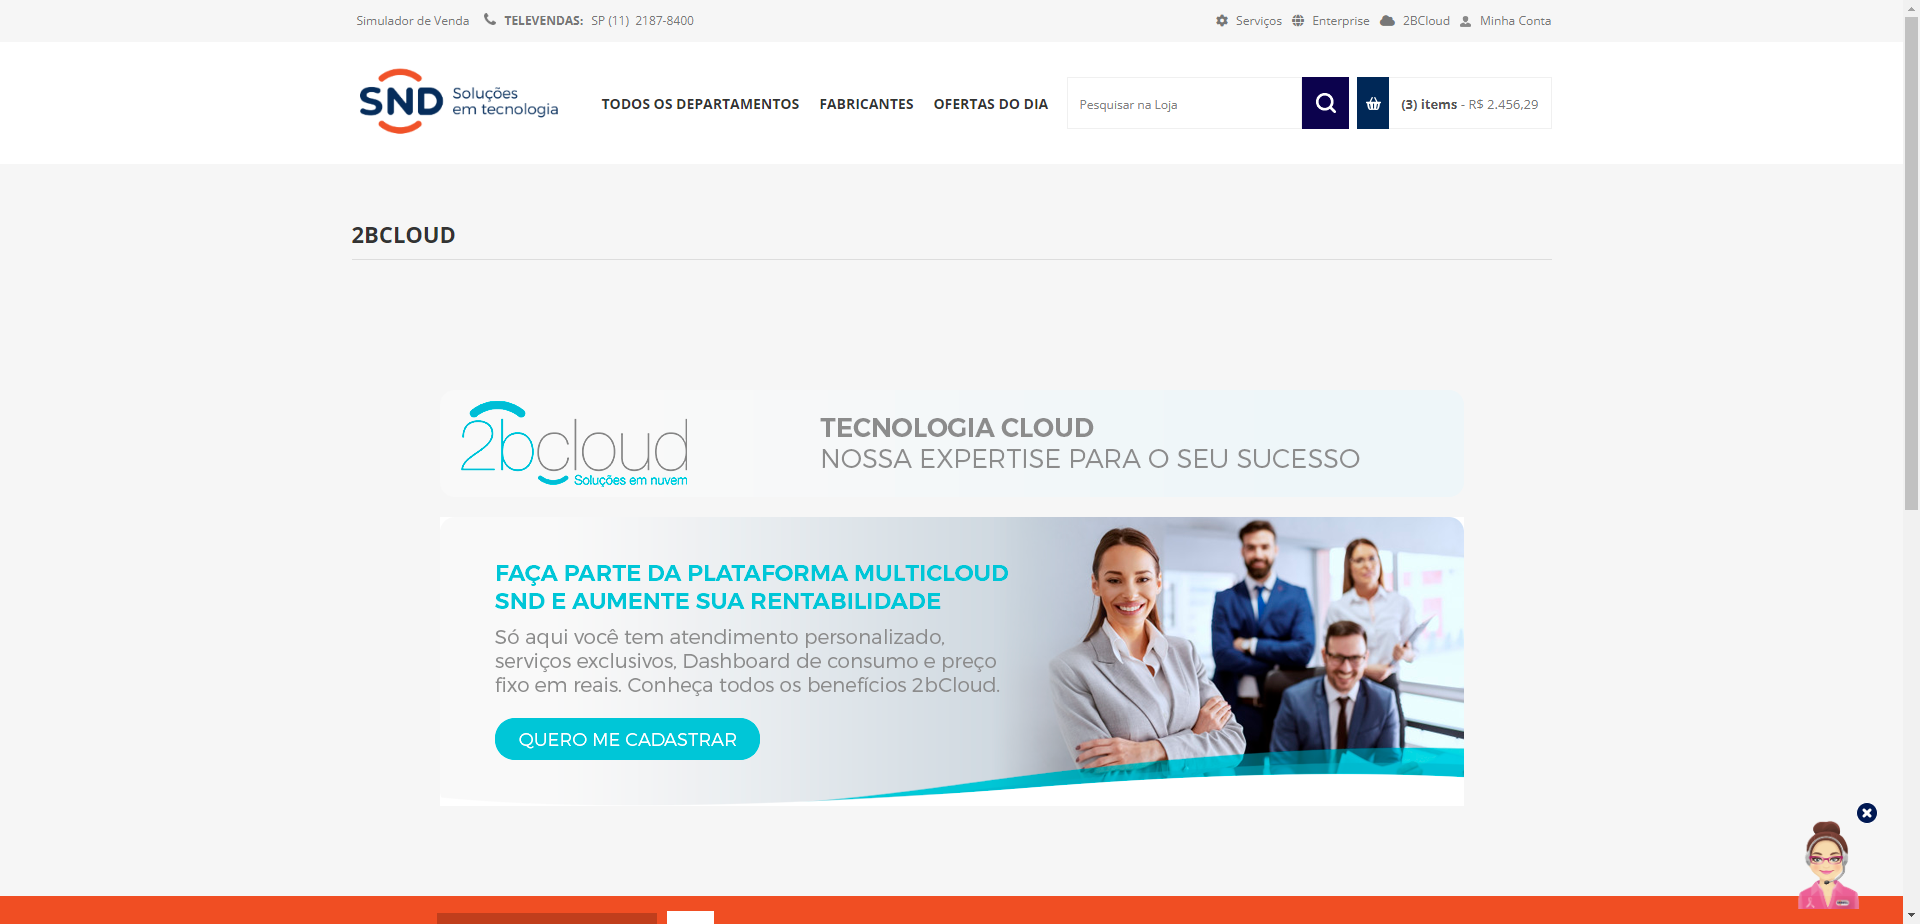 Simulador de Venda TELEVENDAS: SP (11) 2187-8400 Serviços Enterprise 2BCloud Minha Conta
SND Soluções em tecnologia
TODOS OS DEPARTAMENTOS FABRICANTES OFERTAS DO DIA Pesquisar na Loja (3) items - R$ 2.456,29
2BCLOUD
2bcloud
Soluções em nuvem
TECNOLOGIA CLOUD
NOSSA EXPERTISE PARA O SEU SUCESSO
FAÇA PARTE DA PLATAFORMA MULTICLOUD
SND E AUMENTE SUA RENTABILIDADE
Só aqui você tem atendimento personalizado,
serviços exclusivos, Dashboard de consumo e preço
fixo em reais. Conheça todos os benefícios 2bCloud.
QUERO ME CADASTRAR